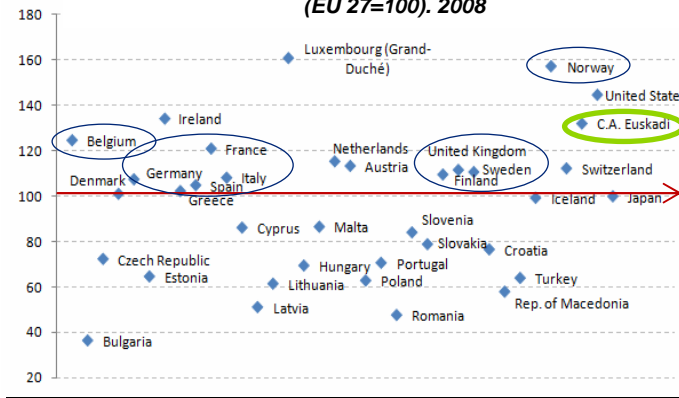 (EU 27=100). 2008
180
160
140
120
100
80
60
40
20
Luxembourg (Grand-
Duché)
Norway
United State
C.A. Euskadi
Ireland
Belgium
France
Netherlands
Austria
United Kingdom
Sweden
Finland
Switzerland
Denmark
Germany
Spain
Italy
Greece
Iceland
Japan
Cyprus
Malta
Slovenia
Slovakia
Croatia
Czech Republic
Estonia
Hungary
Portugal
Lithuania
Poland
Turkey
Rep. of Macedonia
Latvia
Romania
Bulgaria